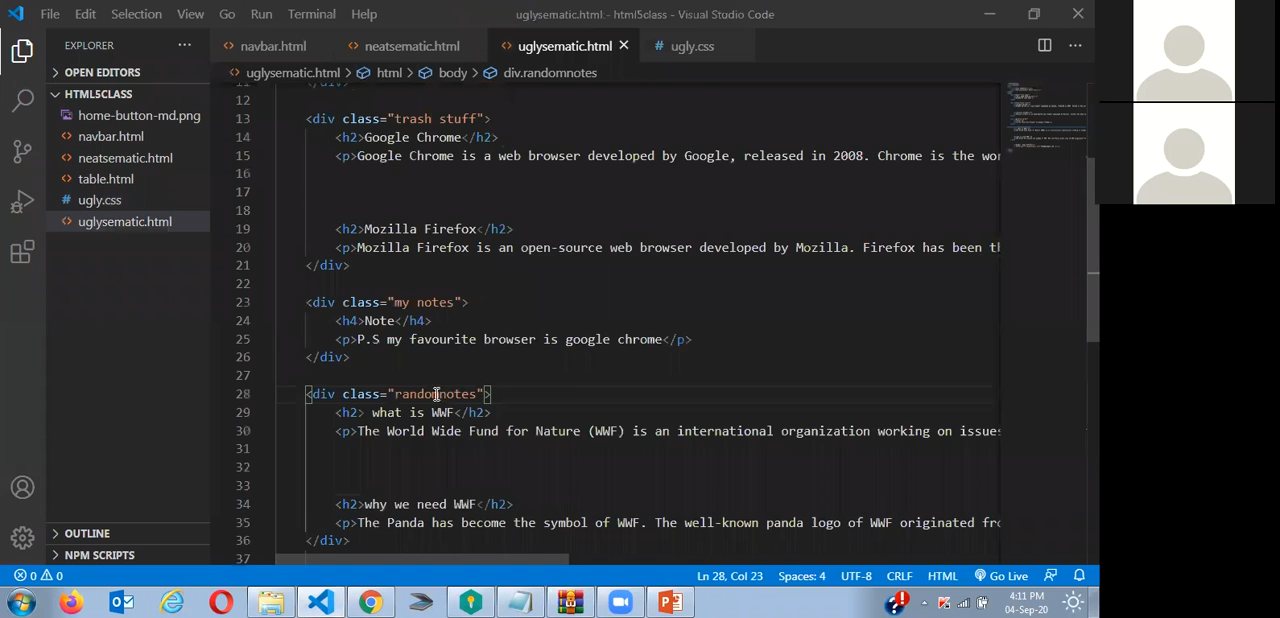 File Edit Selection View Go Run Terminal Help
uglysematic.html - html5class - Visual Studio Code
EXPLORER
OPEN EDITORS
HTML5CLASS
home-button-md.png
navbar.html
neatsematic.html
table.html
ugly.css
uglysematic.html
OUTLINE
NPM SCRIPTS
navbar.html neatsematic.html uglysematic.html ugly.css
uglysematic.html > html > body > div.randomnotes
12
13 <div class="trash stuff">
14 <h2>Google Chrome</h2>
15 <p>Google Chrome is a web browser developed by Google, released in 2008. Chrome is the wor
16
17
18
19 <h2>Mozilla Firefox</h2>
20 <p>Mozilla Firefox is an open-source web browser developed by Mozilla. Firefox has been th
21 </div>
22
23 <div class="my notes">
24 <h4>Note</h4>
25 <p>P.S my favourite browser is google chrome</p>
26 </div>
27
28 <div class="randomnotes">
29 <h2> what is WWF</h2>
30 <p>The World Wide Fund for Nature (WWF) is an international organization working on issues
31
32
33
34 <h2>why we need WWF</h2>
35 <p>The Panda has become the symbol of WWF. The well-known panda logo of WWF originated fro
36 </div>
37
0 0 Ln 28, Col 23 Spaces: 4 UTF-8 CRLF HTML Go Live
4:11 PM
04-Sep-20